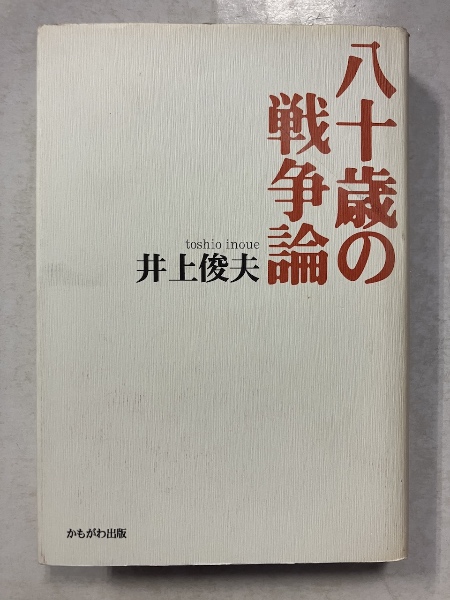 八十歳の
戦争論
toshio inoue
井上俊夫
かもがわ出版